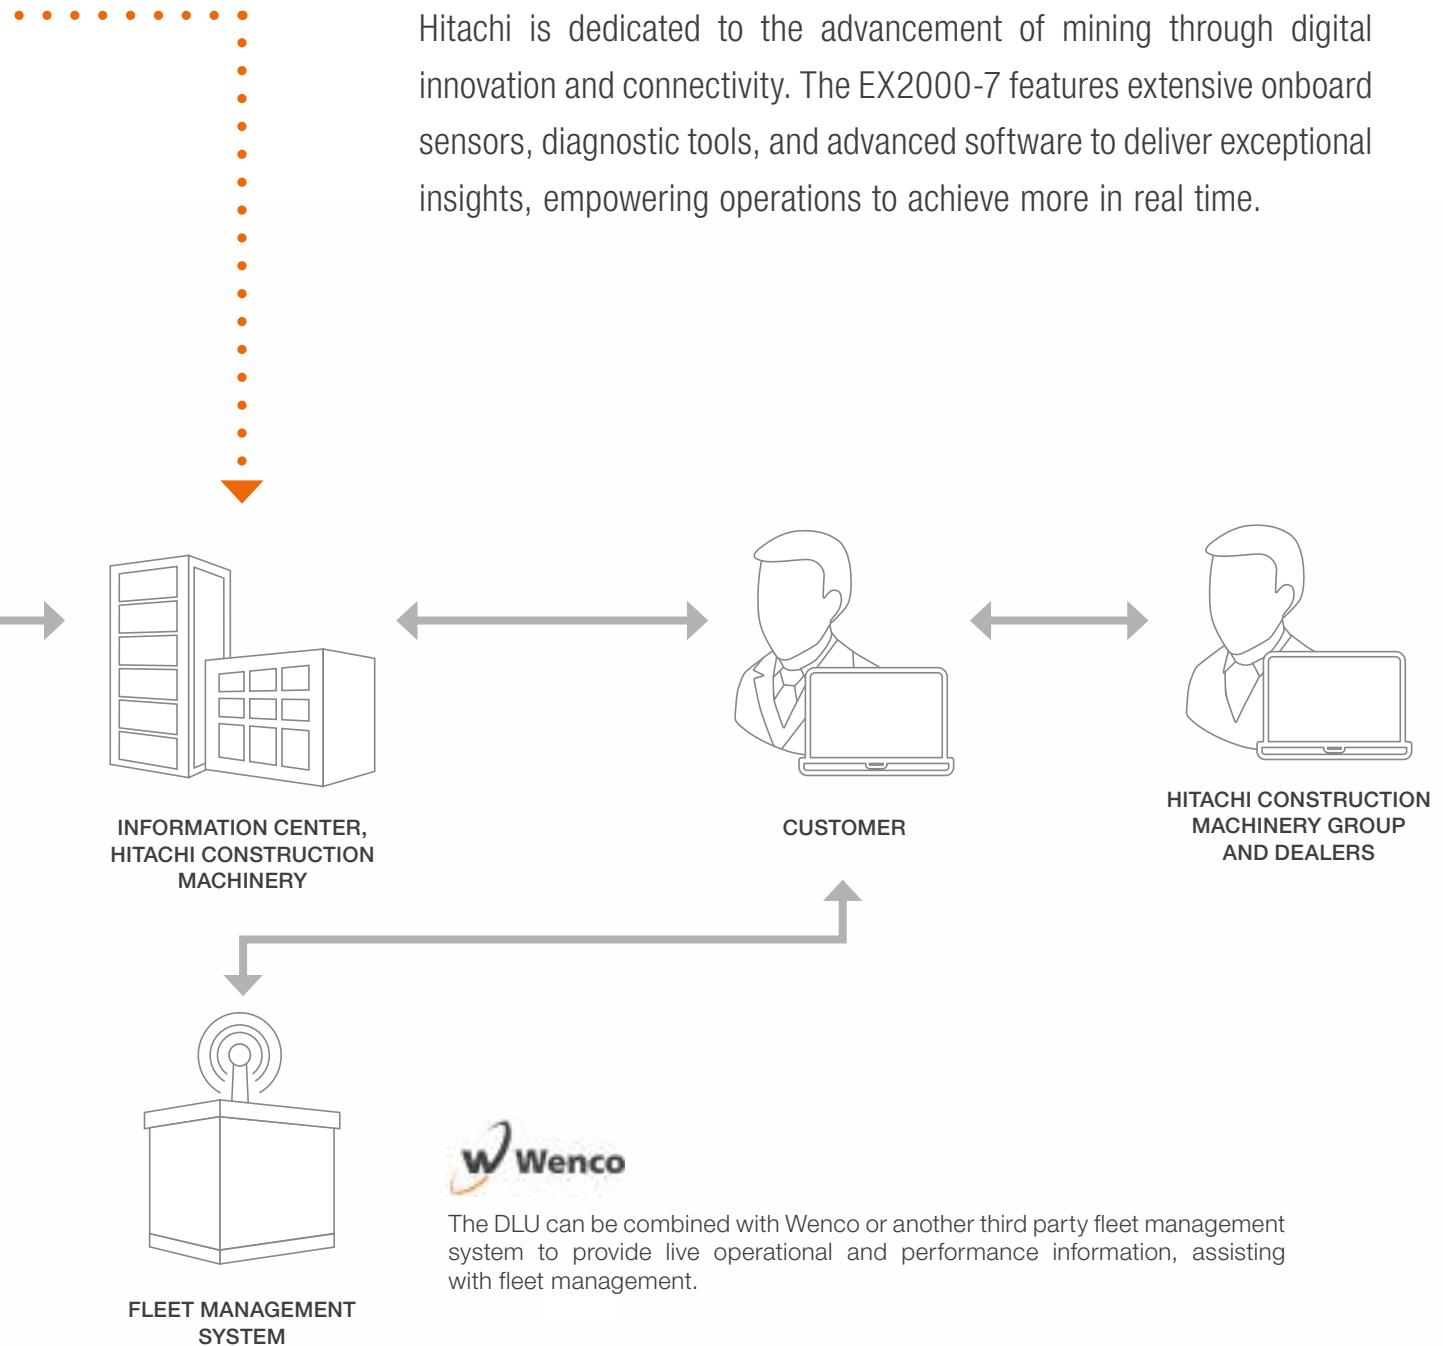 Hitachi is dedicated to the advancement of mining through digital
innovation and connectivity. The EX2000-7 features extensive onboard
sensors, diagnostic tools, and advanced software to deliver exceptional
insights, empowering operations to achieve more in real time.
INFORMATION CENTER,
HITACHI CONSTRUCTION
MACHINERY
CUSTOMER
HITACHI CONSTRUCTION
MACHINERY GROUP
AND DEALERS
W Wenco
The DLU can be combined with Wenco or another third party fleet management
system to provide live operational and performance information, assisting
with fleet management.
FLEET MANAGEMENT
SYSTEM